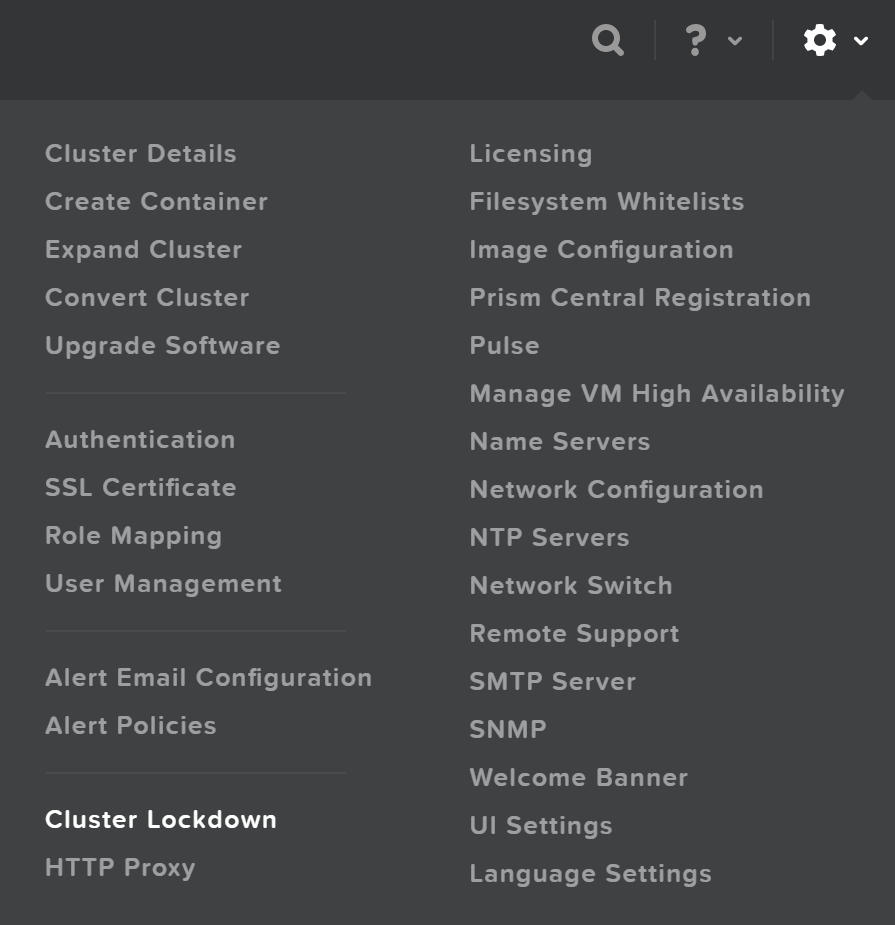 Cluster Details
Create Container
Expand Cluster
Convert Cluster
Upgrade Software
Authentication
SSL Certificate
Role Mapping
User Management
Alert Email Configuration
Alert Policies
Cluster Lockdown
HTTP Proxy
Licensing
Filesystem Whitelists
Image Configuration
Prism Central Registration
Pulse
Manage VM High Availability
Name Servers
Network Configuration
NTP Servers
Network Switch
Remote Support
SMTP Server
SNMP
Welcome Banner
UI Settings
Language Settings